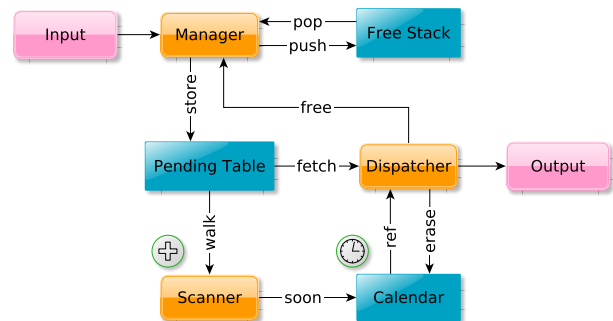 Input
Manager
pop
push
Free Stack
store
free
Pending Table
fetch
Dispatcher
Output
walk
ref
erase
Scanner
soon
Calendar